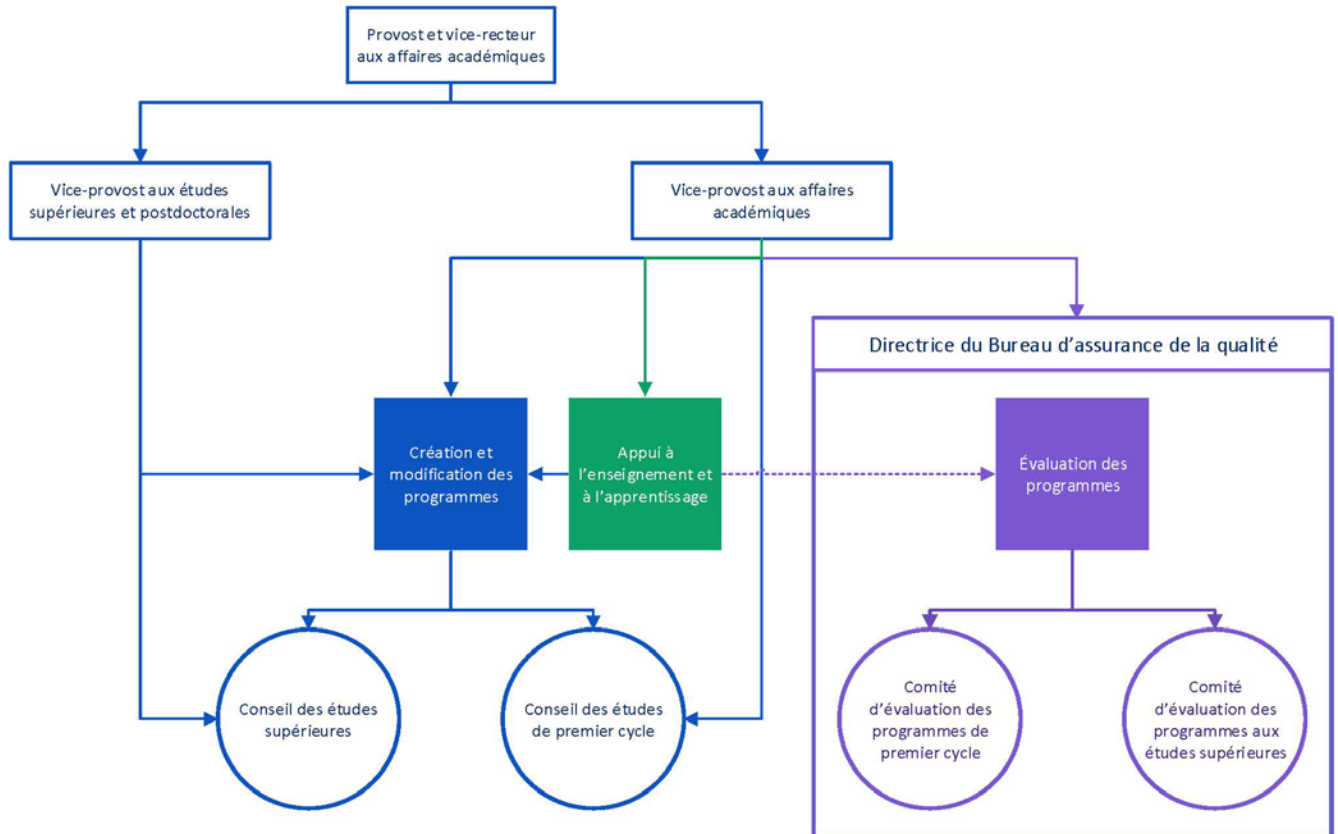 Provost et vice-recteur
aux affaires académiques
Vice-provost aux études
supérieures et postdoctorales
Vice-provost aux affaires
académiques
Directrice du Bureau d’assurance de la qualité
Création et
modification des
programmes
Appui à
l’enseignement et
à l’apprentissage
Évaluation des
programmes
Conseil des études
supérieures
Conseil des études
de premier cycle
Comité
d’évaluation des
programmes de
premier cycle
Comité
d’évaluation des
programmes aux
études supérieures